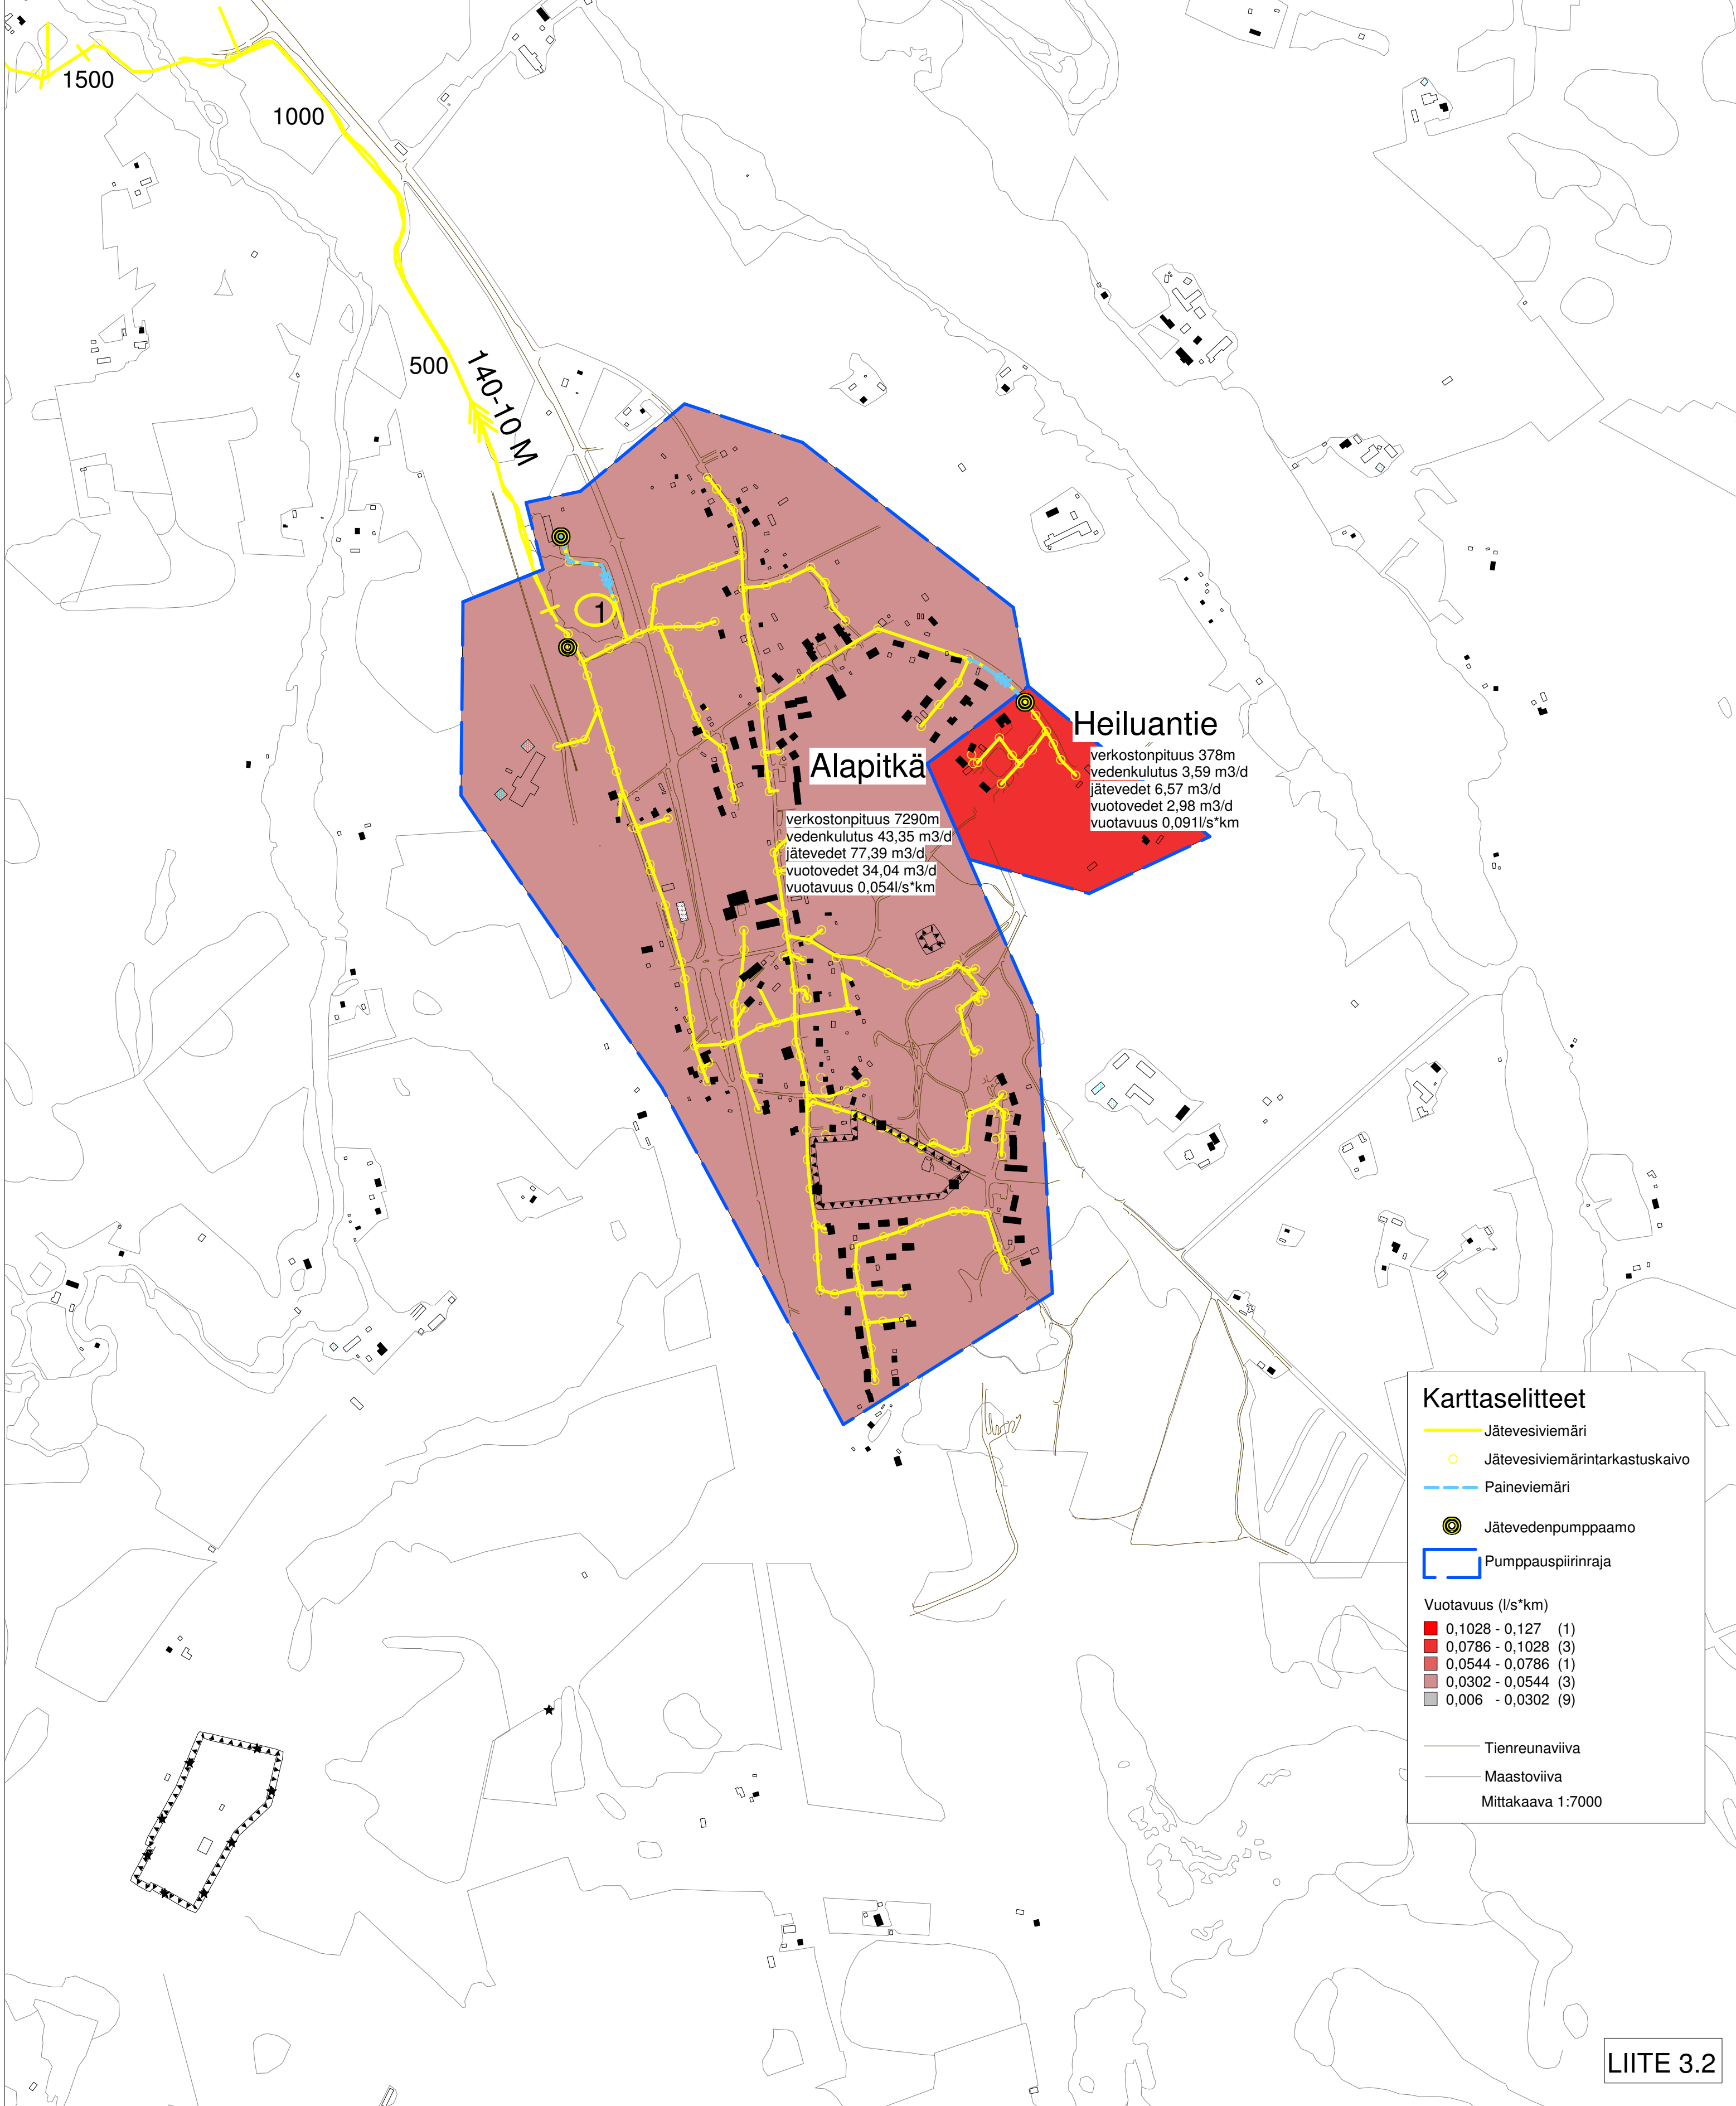 1500
1000
500
140-10 M
1
Heiluantie
verkostonpituus 378m
vedenkulutus 3,59 m3/d
jätevedet 6,57 m3/d
vuotovedet 2,98 m3/d
vuotavuus 0,091l/s*km
Alapitkä
verkostonpituus 7290m
vedenkulutus 43,35 m3/d
jätevedet 77,39 m3/d
vuotovedet 34,04 m3/d
vuotavuus 0,054l/s*km
Karttaselitteet
Jätevesiviemäri
Jätevesiviemärintarkastuskaivo
Paineviemäri
Jätevedenpumppaamo
Pumppauspiirinraja
Vuotavuus (l/s*km)
0,1028 - 0,127 (1)
0,0786 - 0,1028 (3)
0,0544 - 0,0786 (1)
0,0302 - 0,0544 (3)
0,006 - 0,0302 (9)
Tienreunaviiva
Maastoviiva
Mittakaava 1:7000
LIITE 3.2